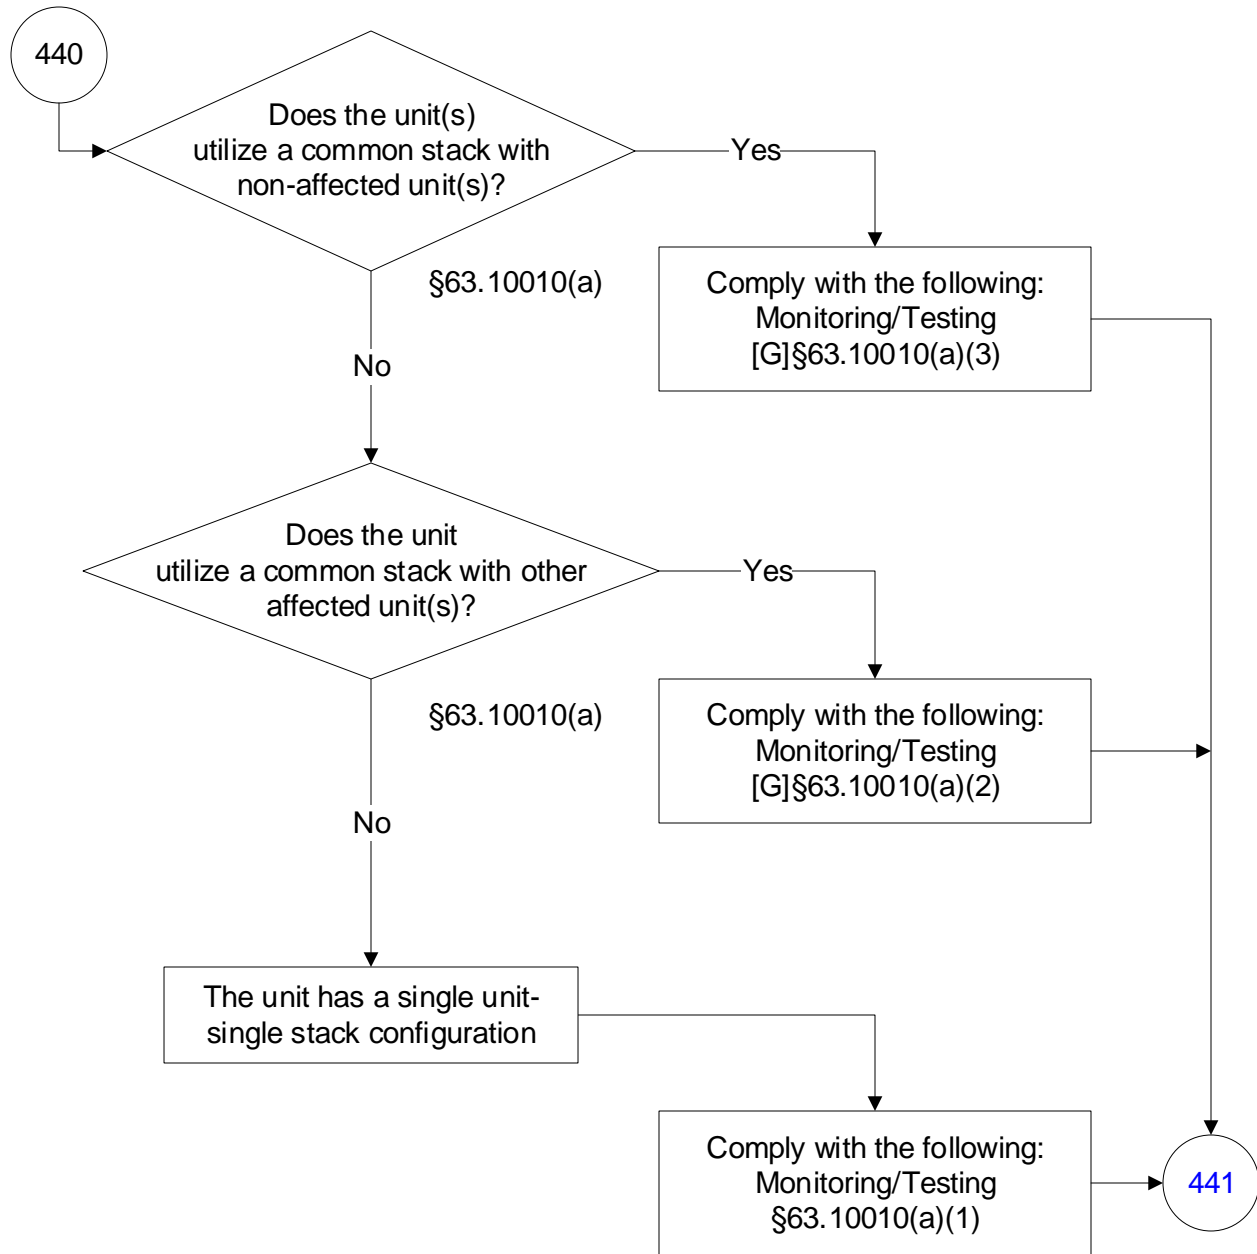 440
Does the unit(s)
utilize a common stack with
non-affected unit(s)?
Yes
§63.10010(a)
Comply with the following:
Monitoring/Testing
[G]§63.10010(a)(3)
No
Does the unit
utilize a common stack with other
affected unit(s)?
Yes
§63.10010(a)
Comply with the following:
Monitoring/Testing
[G]§63.10010(a)(2)
No
The unit has a single unit-
single stack configuration
Comply with the following:
Monitoring/Testing
§63.10010(a)(1)
441